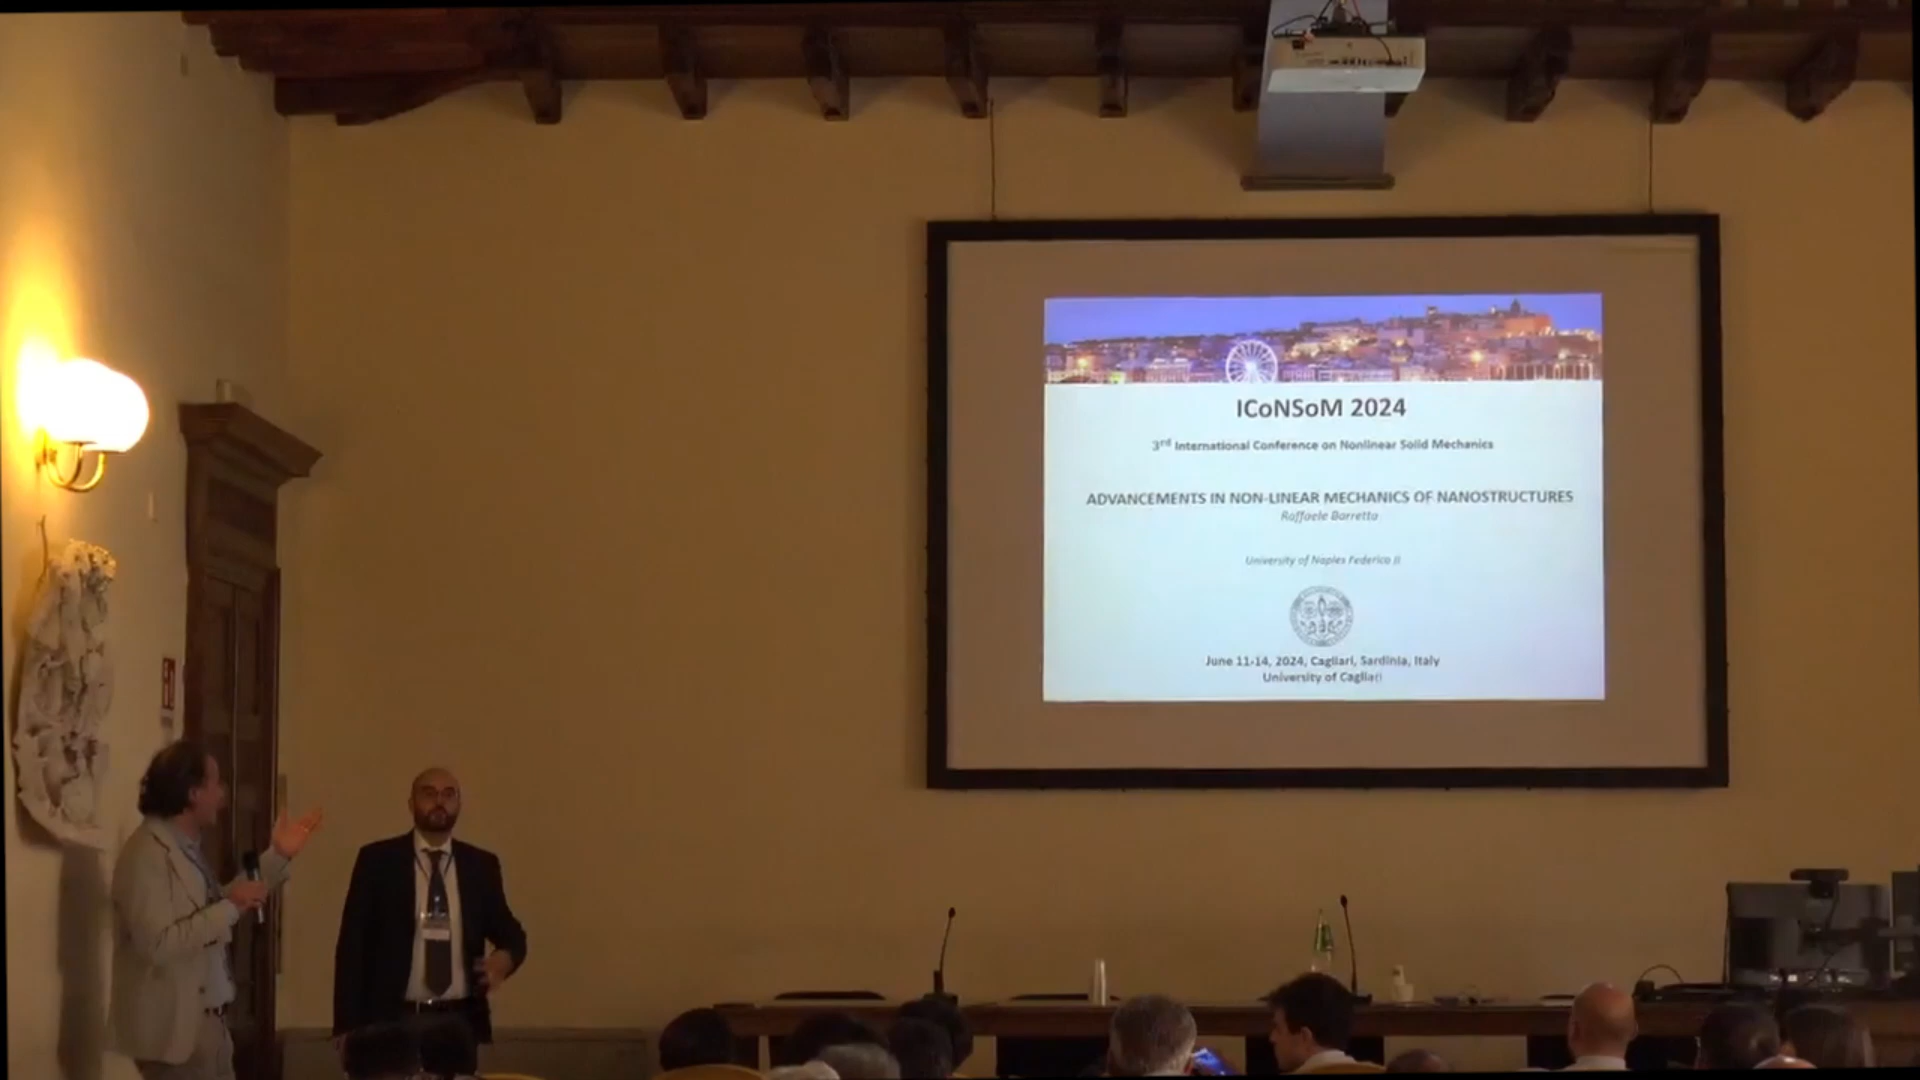 ICoNSoM 2024
3rd International Conference on Nonlinear Solid Mechanics
ADVANCEMENTS IN NON-LINEAR MECHANICS OF NANOSTRUCTURES
Raffaele Barretta
University of Naples Federico II
June 11-14, 2024, Cagliari, Sardinia, Italy
University of Cagliari